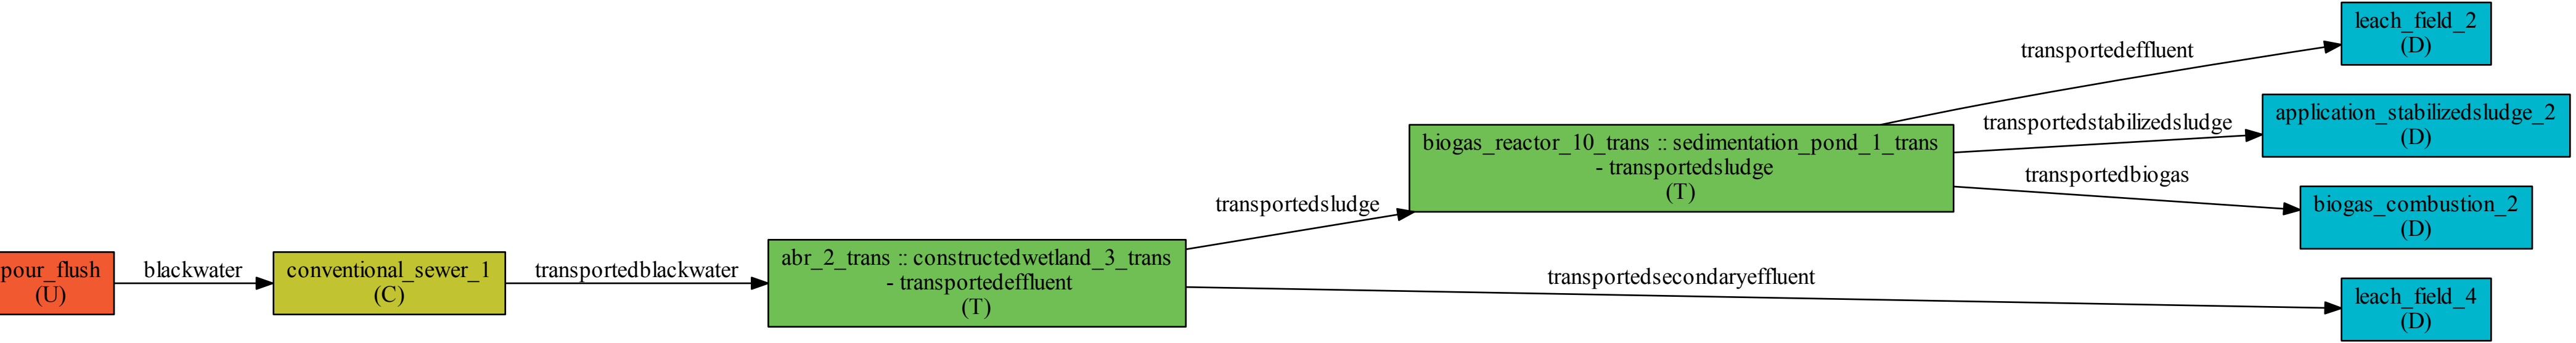 pour_flush
(U)
blackwater
conventional_sewer_1
(C)
transportedblackwater
abr_2_trans :: constructedwetland_3_trans
- transportedeffluent
(T)
transportedsludge
biogas_reactor_10_trans :: sedimentation_pond_1_trans
- transportedsludge
(T)
transportedeffluent
leach_field_2
(D)
transportedstabilizedsludge
application_stabilizedsludge_2
(D)
transportedbiogas
biogas_combustion_2
(D)
transportedsecondaryeffluent
leach_field_4
(D)